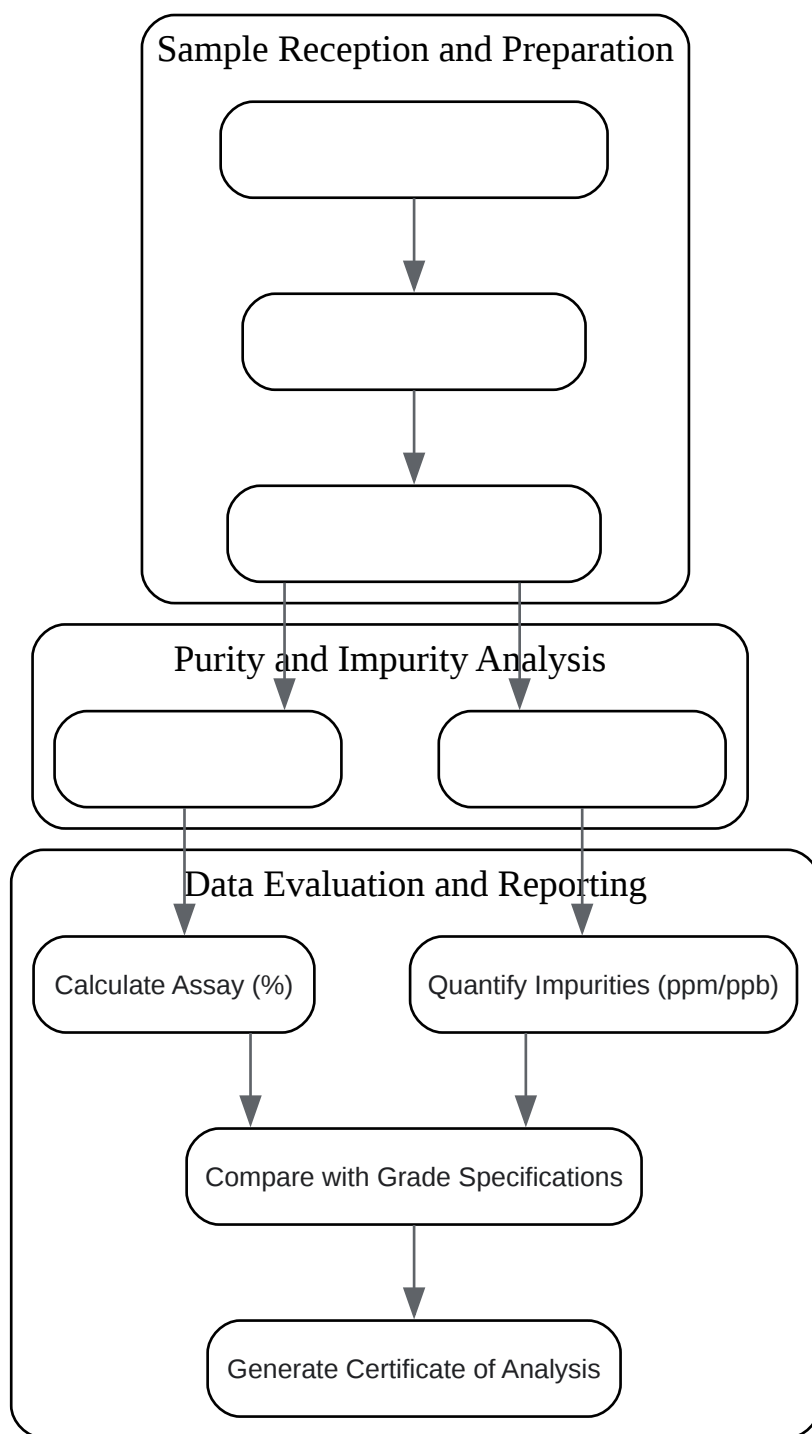 Sample Reception and Preparation
Purity and Impurity Analysis
Data Evaluation and Reporting
Calculate Assay (%)
Quantify Impurities (ppm/ppb)
Compare with Grade Specifications
Generate Certificate of Analysis